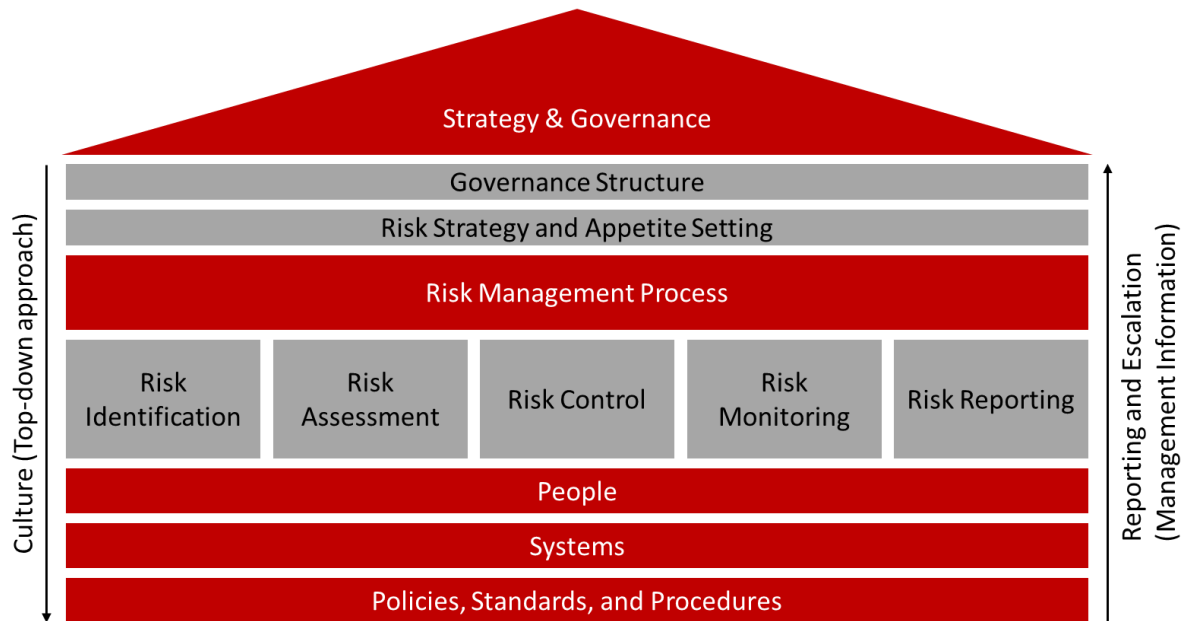 Strategy & Governance
Governance Structure
Risk Strategy and Appetite Setting
Risk Management Process
Risk
Identification
Risk
Assessment
Risk Control
Risk
Monitoring
Risk Reporting
People
Systems
Policies, Standards, and Procedures
Culture (Top-down approach)
Reporting and Escalation
(Management Information)